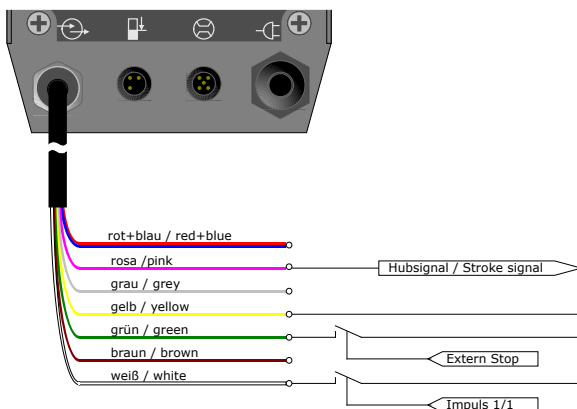 rot+blau / red+blue
rosa /pink
Hubsignal / Stroke signal
grau / grey
gelb / yellow
grün / green
braun / brown
Extern Stop
weiß / white
Impuls 1/1